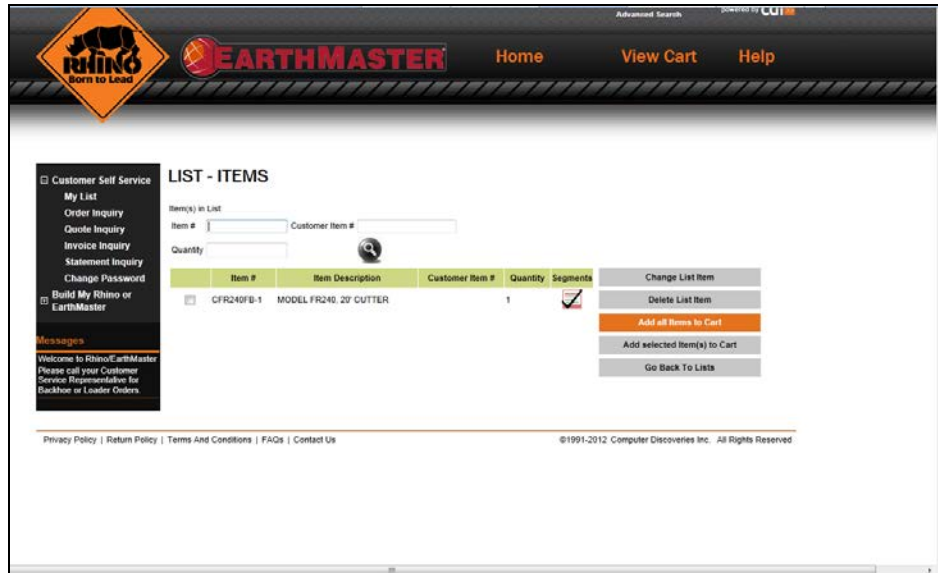 Advanced Search
powered by cdi
RHINO
Born to Lead
EARTHMASTER
Home
View Cart
Help
Customer Self Service
My List
Order Inquiry
Quote Inquiry
Invoice Inquiry
Statement Inquiry
Change Password
Build My Rhino or
EarthMaster
Messages
Welcome to Rhino/EarthMaster
Please call your Customer
Service Representative for
Backhoe or Loader Orders
LIST - ITEMS
Item(s) in List
Item #
Customer Item #
Quantity
Item # Item Description Customer Item # Quantity Segments
CFR240FB-1 MODEL FR240, 20' CUTTER 1
Change List Item
Delete List Item
Add all Items to Cart
Add selected Item(s) to Cart
Go Back To Lists
Privacy Policy | Return Policy | Terms And Conditions | FAQs | Contact Us
©1991-2012 Computer Discoveries Inc. All Rights Reserved